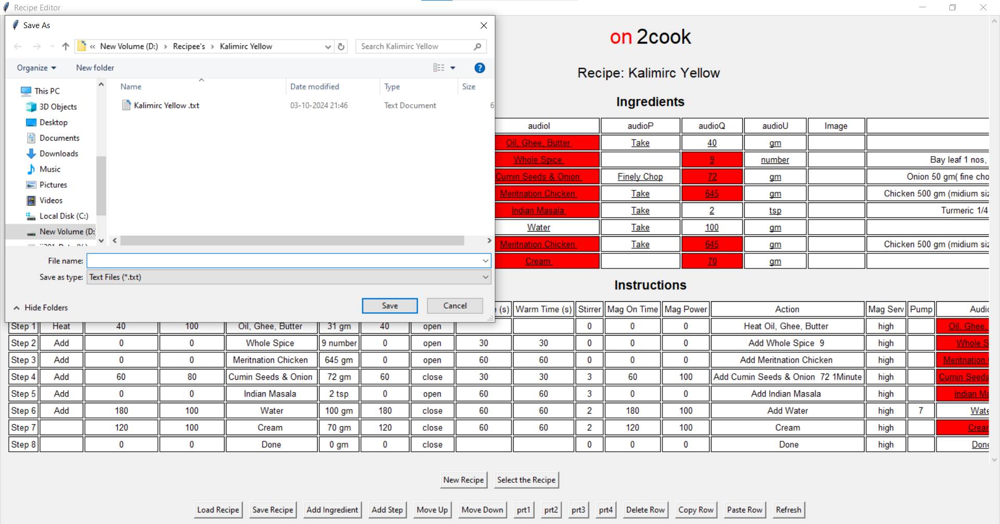 Recipe Editor
Save As
« New Volume (D:) › Recipee's › Kalimirc Yellow
Search Kalimirc Yellow
Organize
New folder
?
Name Date modified Type Size
Kalimirc Yellow .txt 03-10-2024 21:46 Text Document 6
This PC
3D Objects
Desktop
Documents
Downloads
Music
Pictures
Videos
Local Disk (C:)
New Volume (D:
File name:
Save as type: Text Files (*.txt)
Hide Folders
Save
Cancel
on 2cook
Recipe: Kalimirc Yellow
Ingredients
audioI audioP audioQ audioU Image
Oil, Ghee, Butter Take 40 gm
Whole Spice 9 number Bay leaf 1 nos,
Cumin Seeds & Onion Finely Chop 72 gm Onion 50 gm( fine cho
Meritnation Chicken Take 645 gm Chicken 500 gm (midium siz
Indian Masala Take 2 tsp Turmeric 1/4
Water Take 100 gm
Meritnation Chicken Take 645 gm Chicken 500 gm (midium siz
Cream 70 gm
Instructions
(s) Warm Time (s) Stirrer Mag On Time Mag Power Action Mag Serv Pump Audio
Step 1 Heat 40 100 Oil, Ghee, Butter 31 gm 40 open 0 0 0 Heat Oil, Ghee, Butter high Oil, Ghee,
Step 2 Add 0 0 Whole Spice 9 number 0 open 30 30 0 0 0 Add Whole Spice 9 high Whole S
Step 3 Add 0 0 Meritnation Chicken 645 gm 0 open 60 60 0 0 0 Add Meritnation Chicken high Meritnation
Step 4 Add 60 80 Cumin Seeds & Onion 72 gm 60 close 30 30 3 60 100 Add Cumin Seeds & Onion 72 1Minute high Cumin Seeds
Step 5 Add 0 0 Indian Masala 2 tsp 0 open 60 60 3 0 0 Add Indian Masala high Indian Ma
Step 6 Add 180 100 Water 100 gm 180 close 60 60 2 180 100 Add Water high 7 Wate
Step 7 120 100 Cream 70 gm 120 close 60 60 2 120 100 Cream high Crear
Step 8 0 0 Done 0 gm 0 close 0 0 0 Done high Done
New Recipe Select the Recipe
Load Recipe Save Recipe Add Ingredient Add Step Move Up Move Down prt1 prt2 prt3 prt4 Delete Row Copy Row Paste Row Refresh